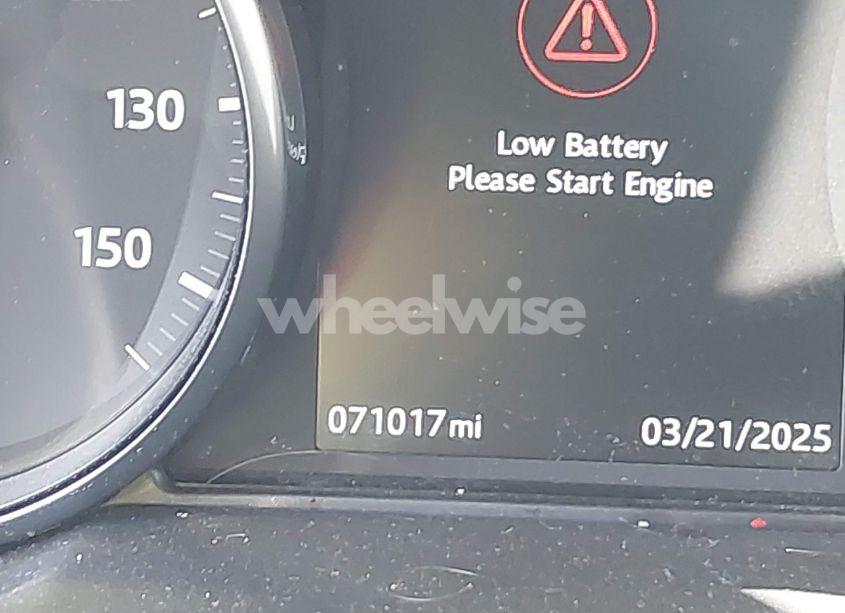 130
150
Low Battery
Please Start Engine
wheelwise
071017mi
03/21/2025